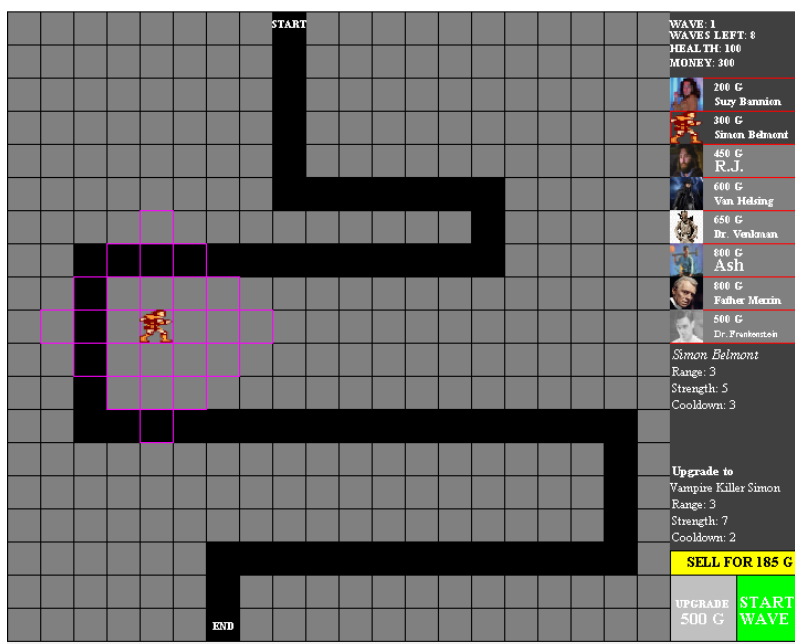 START
END
WAVE: 1
WAVES LEFT: 8
HEALTH: 100
MONEY: 300
200 G
Suzy Bannion
300 G
Simon Belmont
450 G
R.J.
600 G
Van Helsing
650 G
Dr. Venkman
800 G
Ash
800 G
Father Merrin
500 G
Dr. Frankenstein
Simon Belmont
Range: 3
Strength: 5
Cooldown: 3
Upgrade to
Vampire Killer Simon
Range: 3
Strength: 7
Cooldown: 2
SELL FOR 185 G
UPGRADE
500 G
START
WAVE